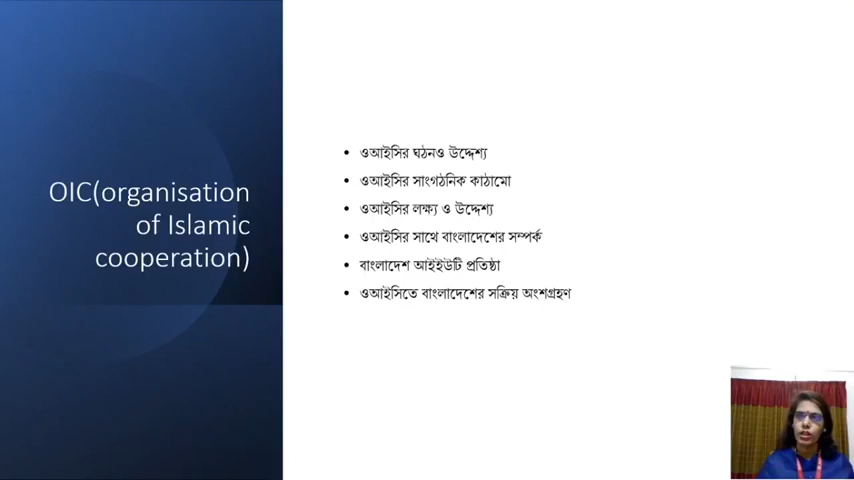 OIC(organisation
of Islamic
cooperation)
• ওআইসির ঘঠনও উদ্দেশ্য
• ওআইসির সাংগঠনিক কাঠামো
• ওআইসির লক্ষ্য ও উদ্দেশ্য
• ওআইসির সাথে বাংলাদেশের সম্পর্ক
• বাংলাদেশ আইইউটি প্রতিষ্ঠা
• ওআইসিতে বাংলাদেশের সক্রিয় অংশগ্রহণ